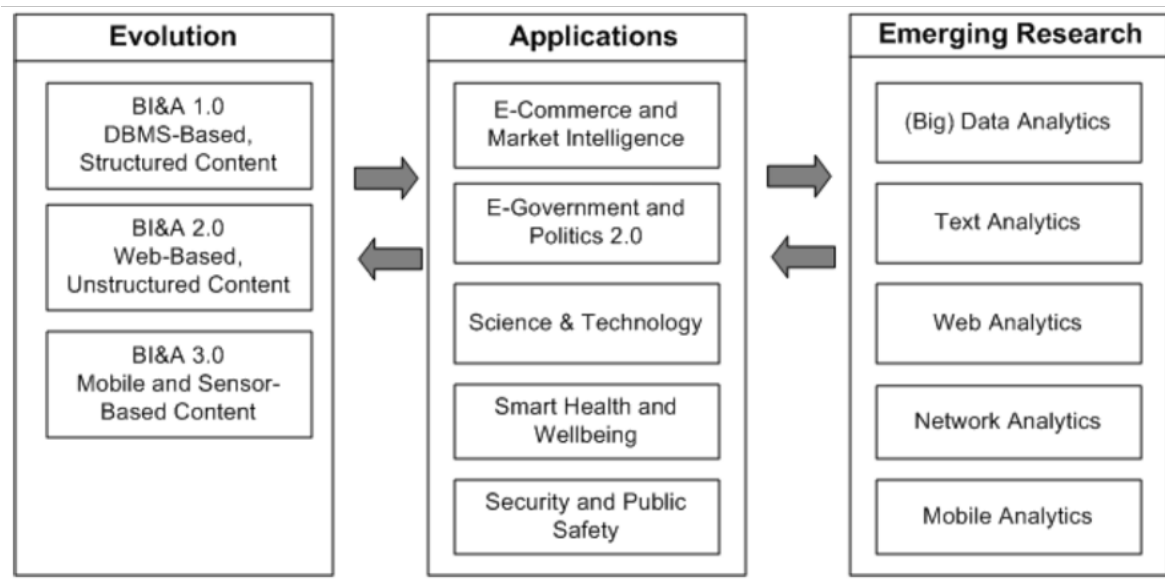 Evolution
BI&A 1.0
DBMS-Based,
Structured Content
BI&A 2.0
Web-Based,
Unstructured Content
BI&A 3.0
Mobile and Sensor-
Based Content
Applications
E-Commerce and
Market Intelligence
E-Government and
Politics 2.0
Science & Technology
Smart Health and
Wellbeing
Security and Public
Safety
Emerging Research
(Big) Data Analytics
Text Analytics
Web Analytics
Network Analytics
Mobile Analytics